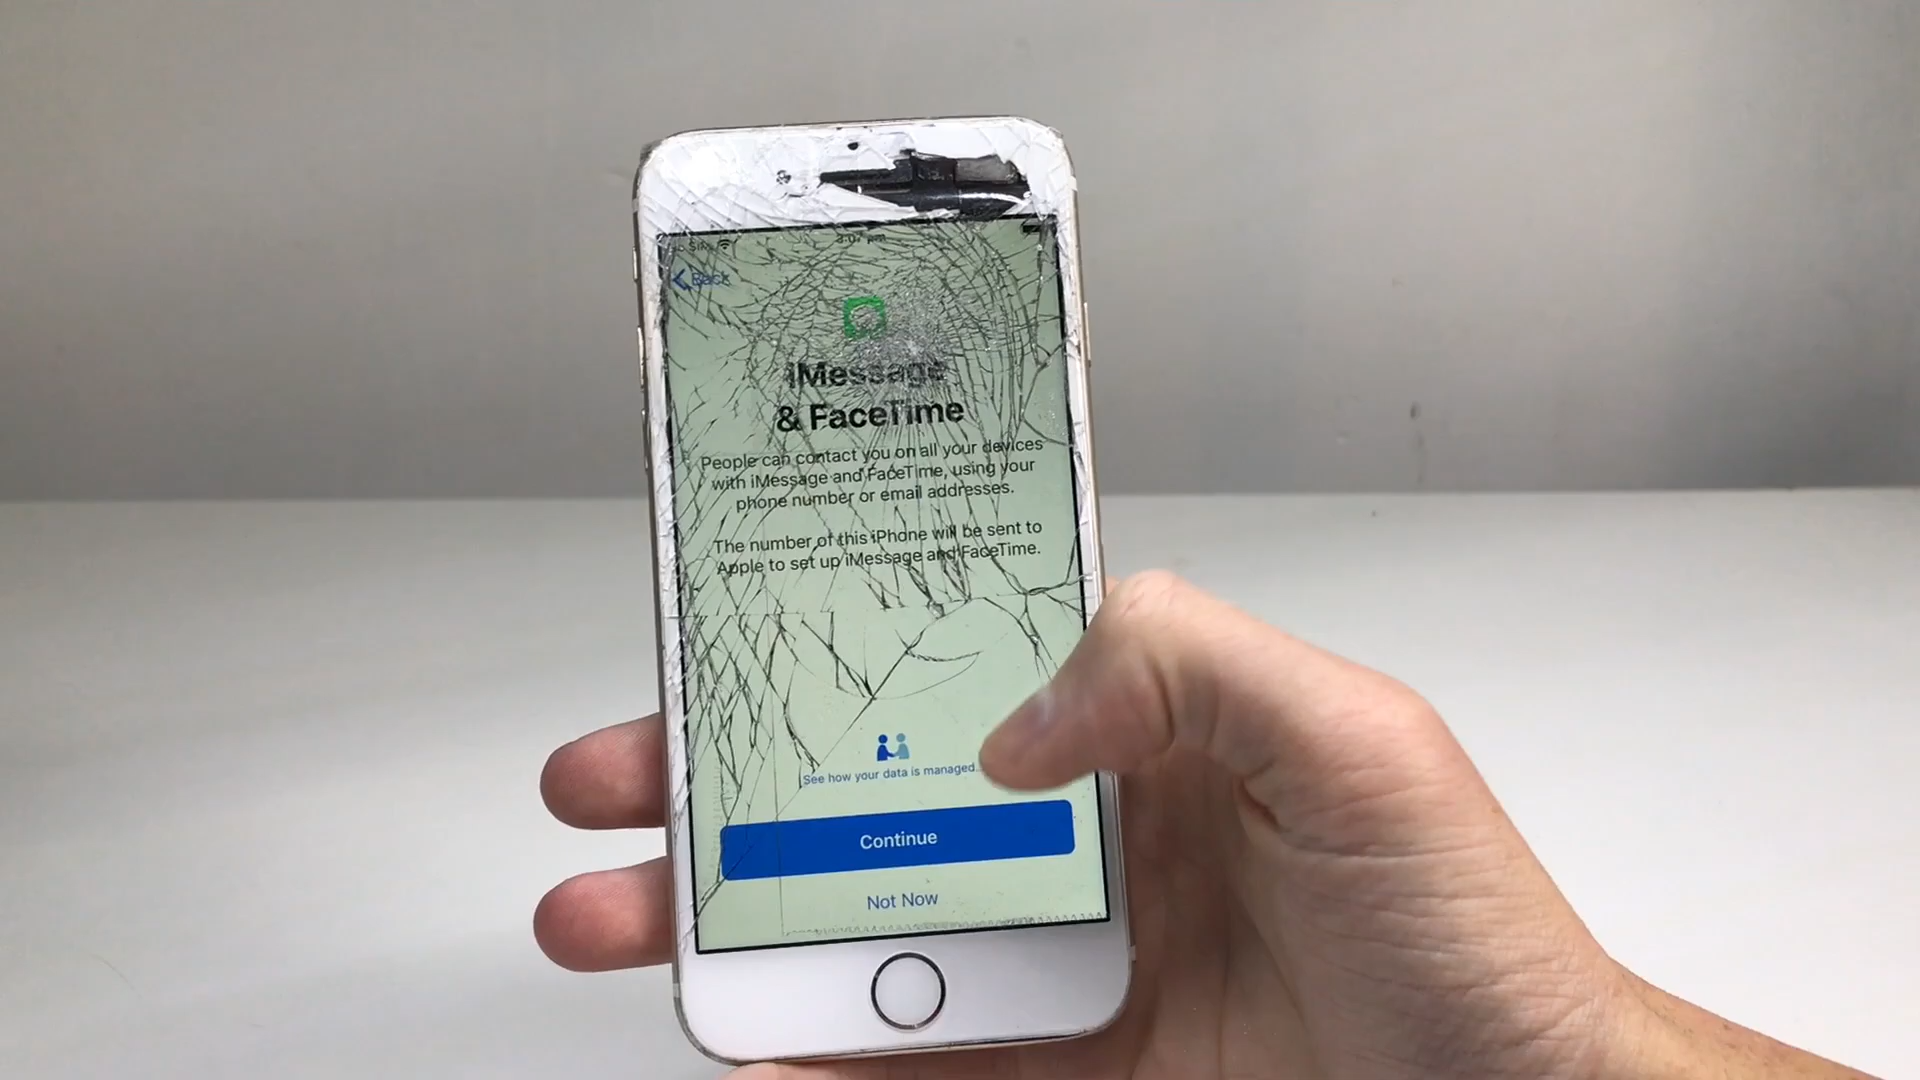 Back
iMessage
& FaceTime
People can contact you on all your devices
with iMessage and FaceTime, using your
phone number or email addresses.
The number of this iPhone will be sent to
Apple to set up iMessage and FaceTime.
See how your data is managed...
Continue
Not Now